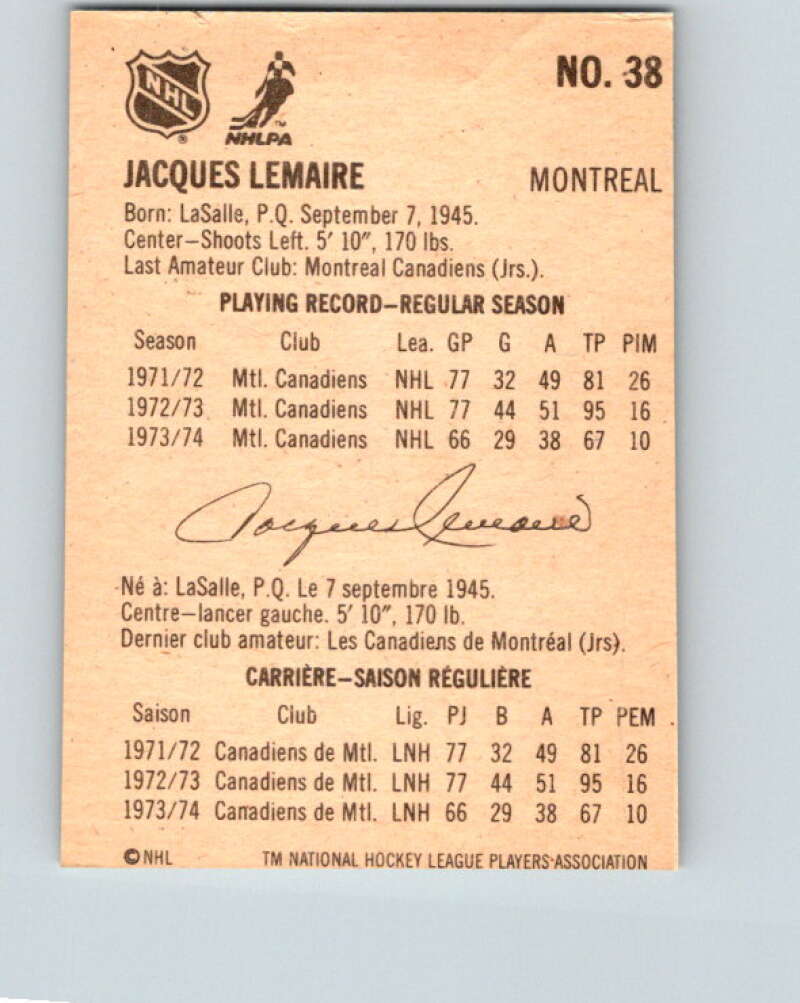 NHL
NHLPA
NO. 38
JACQUES LEMAIRE MONTREAL
Born: LaSalle, P.Q. September 7, 1945.
Center—Shoots Left. 5′ 10″, 170 lbs.
Last Amateur Club: Montreal Canadiens (Jrs.).
PLAYING RECORD—REGULAR SEASON
Season Club Lea. GP G A TP PIM
1971/72 Mtl. Canadiens NHL 77 32 49 81 26
1972/73 Mtl. Canadiens NHL 77 44 51 95 16
1973/74 Mtl. Canadiens NHL 66 29 38 67 10
Jacques Lemaire
Né à: LaSalle, P.Q. Le 7 septembre 1945.
Centre—lancer gauche. 5′ 10″, 170 lb.
Dernier club amateur: Les Canadiens de Montréal (Jrs).
CARRIÈRE—SAISON RÉGULIÈRE
Saison Club Lig. PJ B A TP PEM
1971/72 Canadiens de Mtl. LNH 77 32 49 81 26
1972/73 Canadiens de Mtl. LNH 77 44 51 95 16
1973/74 Canadiens de Mtl. LNH 66 29 38 67 10
© NHL TM NATIONAL HOCKEY LEAGUE PLAYERS ASSOCIATION